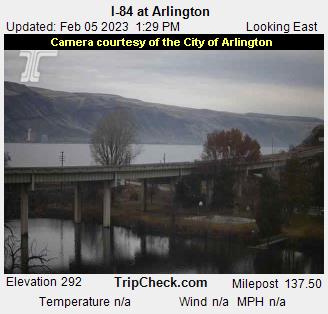 I-84 at Arlington
Updated: Feb 05 2023 1:29 PM Looking East
Camera courtesy of the City of Arlington
Elevation 292 TripCheck.com Milepost 137.50
Temperature n/a Wind n/a MPH n/a